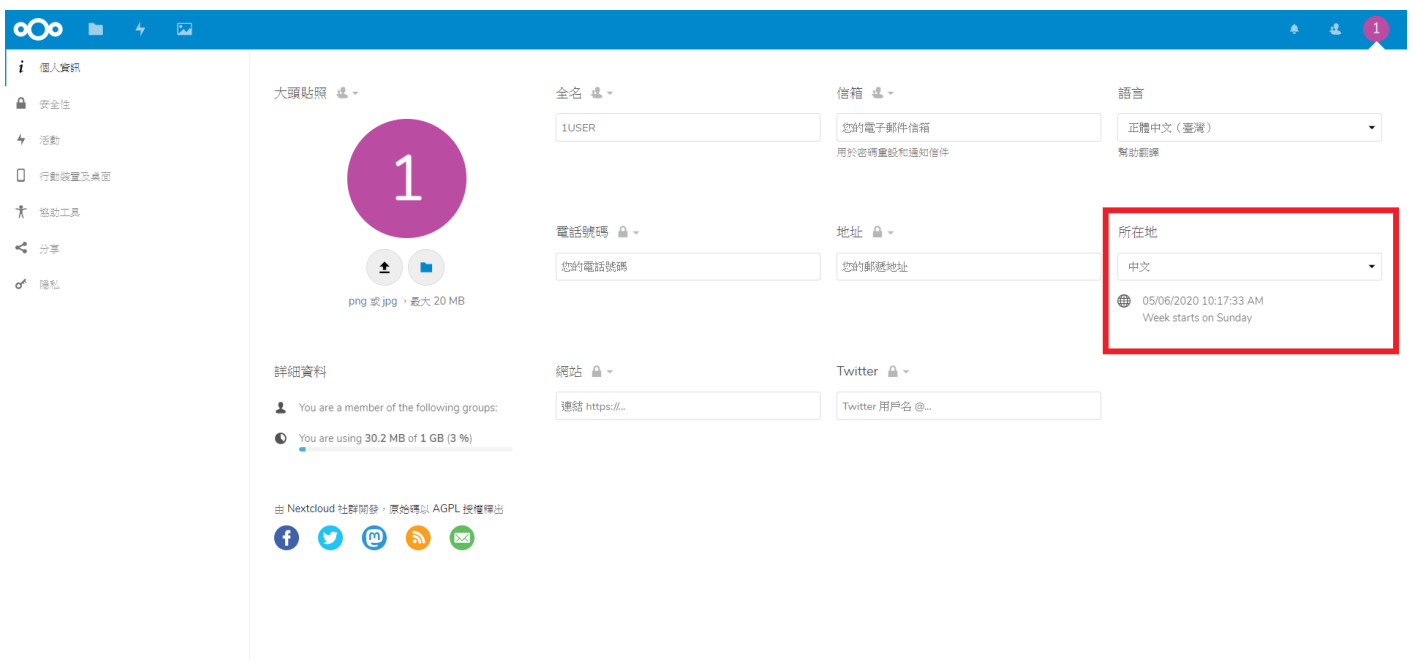 1
個人資訊
安全性
活動
行動裝置及桌面
協助工具
分享
隱私
大頭貼照
1
png 或 jpg ，最大 20 MB
全名
1USER
信箱
您的電子郵件信箱
用於密碼重設和通知信件
語言
正體中文（臺灣）
幫助翻譯
電話號碼
您的電話號碼
地址
您的郵遞地址
所在地
中文
05/06/2020 10:17:33 AM
Week starts on Sunday
詳細資料
You are a member of the following groups:
You are using 30.2 MB of 1 GB (3 %)
網站
連結 https://...
Twitter
Twitter 用戶名 @...
由 Nextcloud 社群開發，原始碼以 AGPL 授權釋出